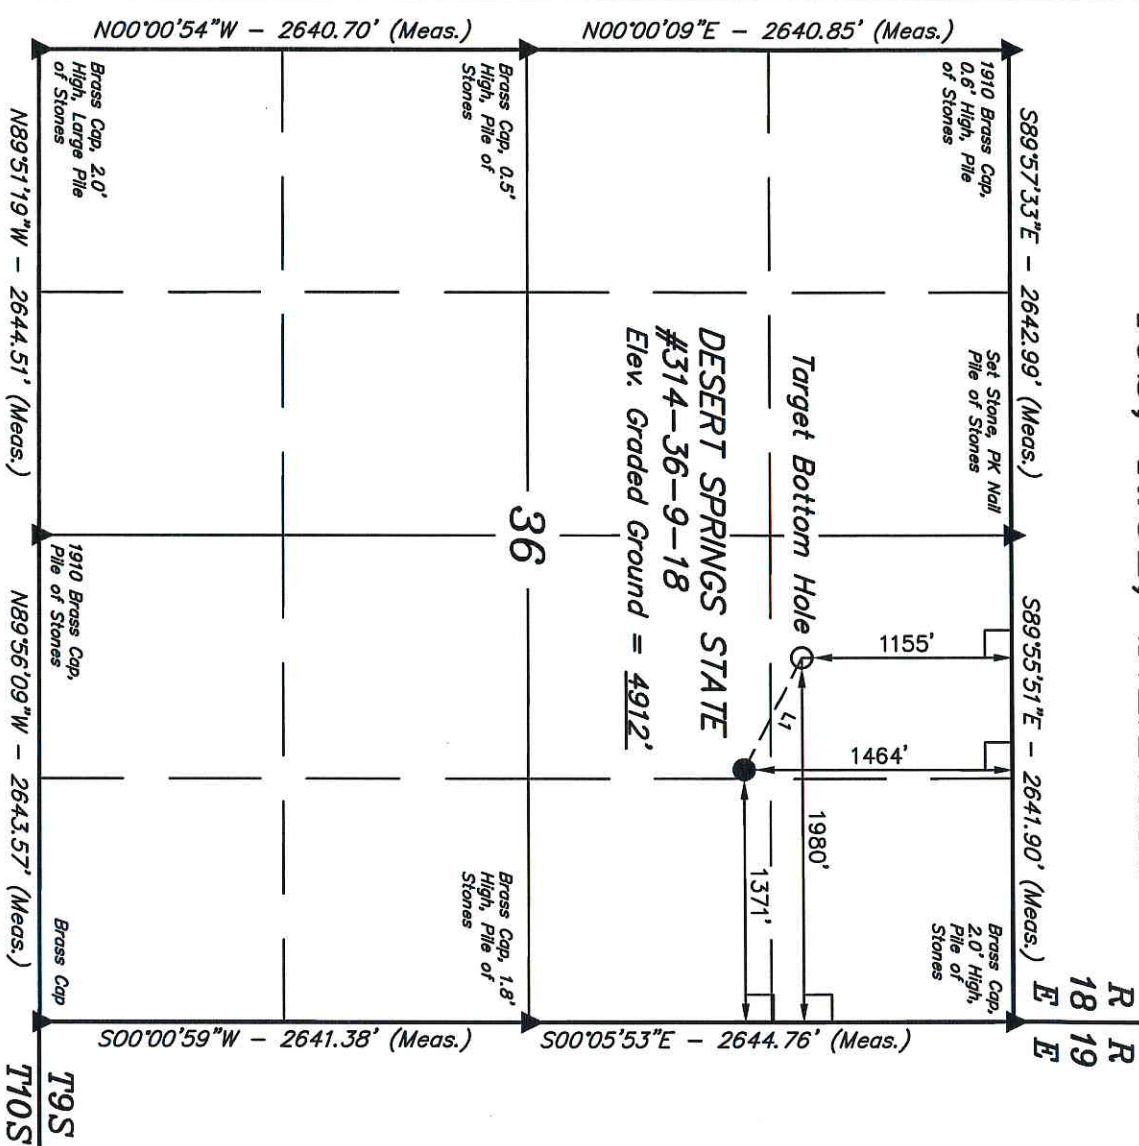 N00°00'54"W - 2640.70' (Meas.)
N00°00'09"E - 2640.85' (Meas.)
S89°57'33"E - 2642.99' (Meas.)
S89°55'51"E - 2641.90' (Meas.)
R
18
E
R
19
E
1910 Brass Cap,
0.6' High, Pile
of Stones
Set Stone, PK Nail
Pile of Stones
Brass Cap,
2.0' High,
Pile of
Stones
1155'
1464'
1980'
1371'
Target Bottom Hole
L1
DESERT SPRINGS STATE
#314-36-9-18
Elev. Graded Ground = 4912'
Brass Cap, 0.5'
High, Pile of
Stones
36
Brass Cap, 1.8'
High, Pile of
Stones
Brass Cap, 2.0'
High, Large Pile
of Stones
1910 Brass Cap,
Pile of Stones
Brass Cap
N89°51'19"W - 2644.51' (Meas.)
N89°56'09"W - 2643.57' (Meas.)
S00°00'59"W - 2641.38' (Meas.)
S00°05'53"E - 2644.76' (Meas.)
T9S
T10S